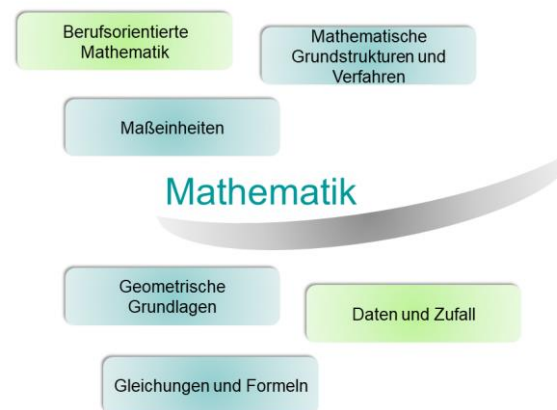 Berufsorientierte
Mathematik
Mathematische
Grundstrukturen und
Verfahren
Maßeinheiten
Mathematik
Geometrische
Grundlagen
Daten und Zufall
Gleichungen und Formeln